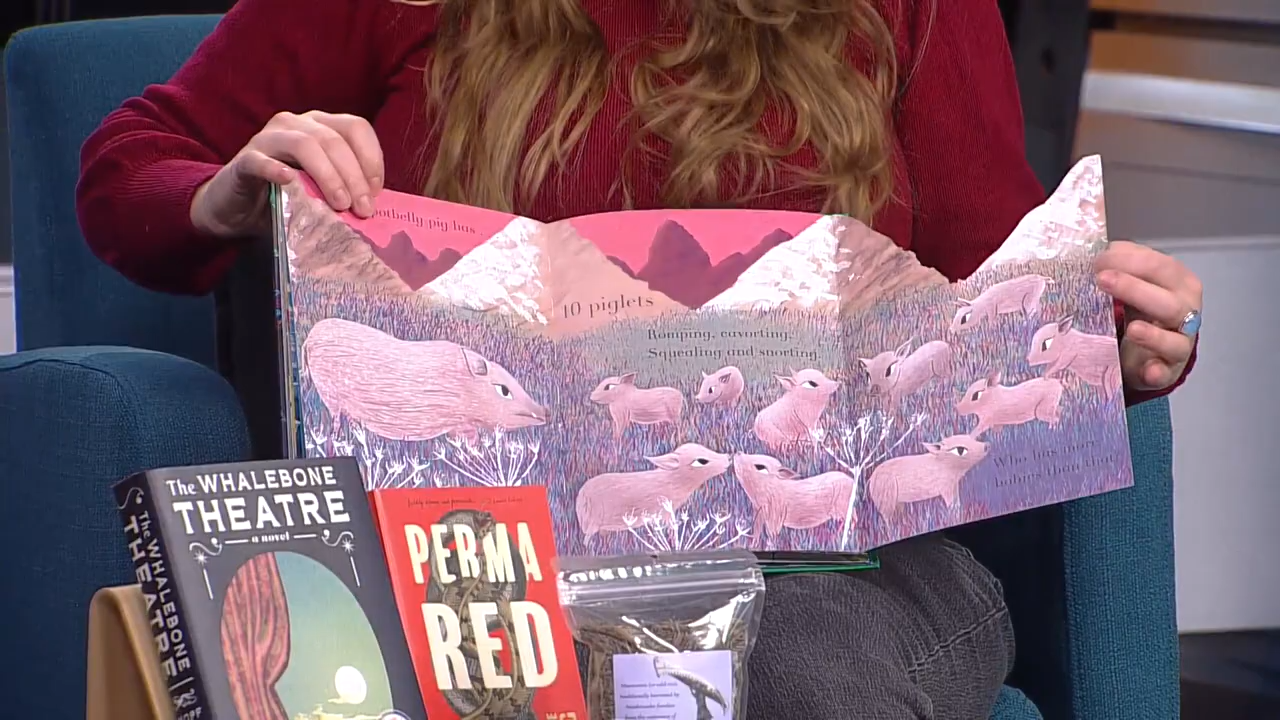 potbelly pig has
10 piglets
Romping, cavorting,
Squealing and snorting.
Who has more
babies than that?
The WHALEBONE
THEATRE
a novel
The WHALEBONE
THEATRE
PERMA
RED